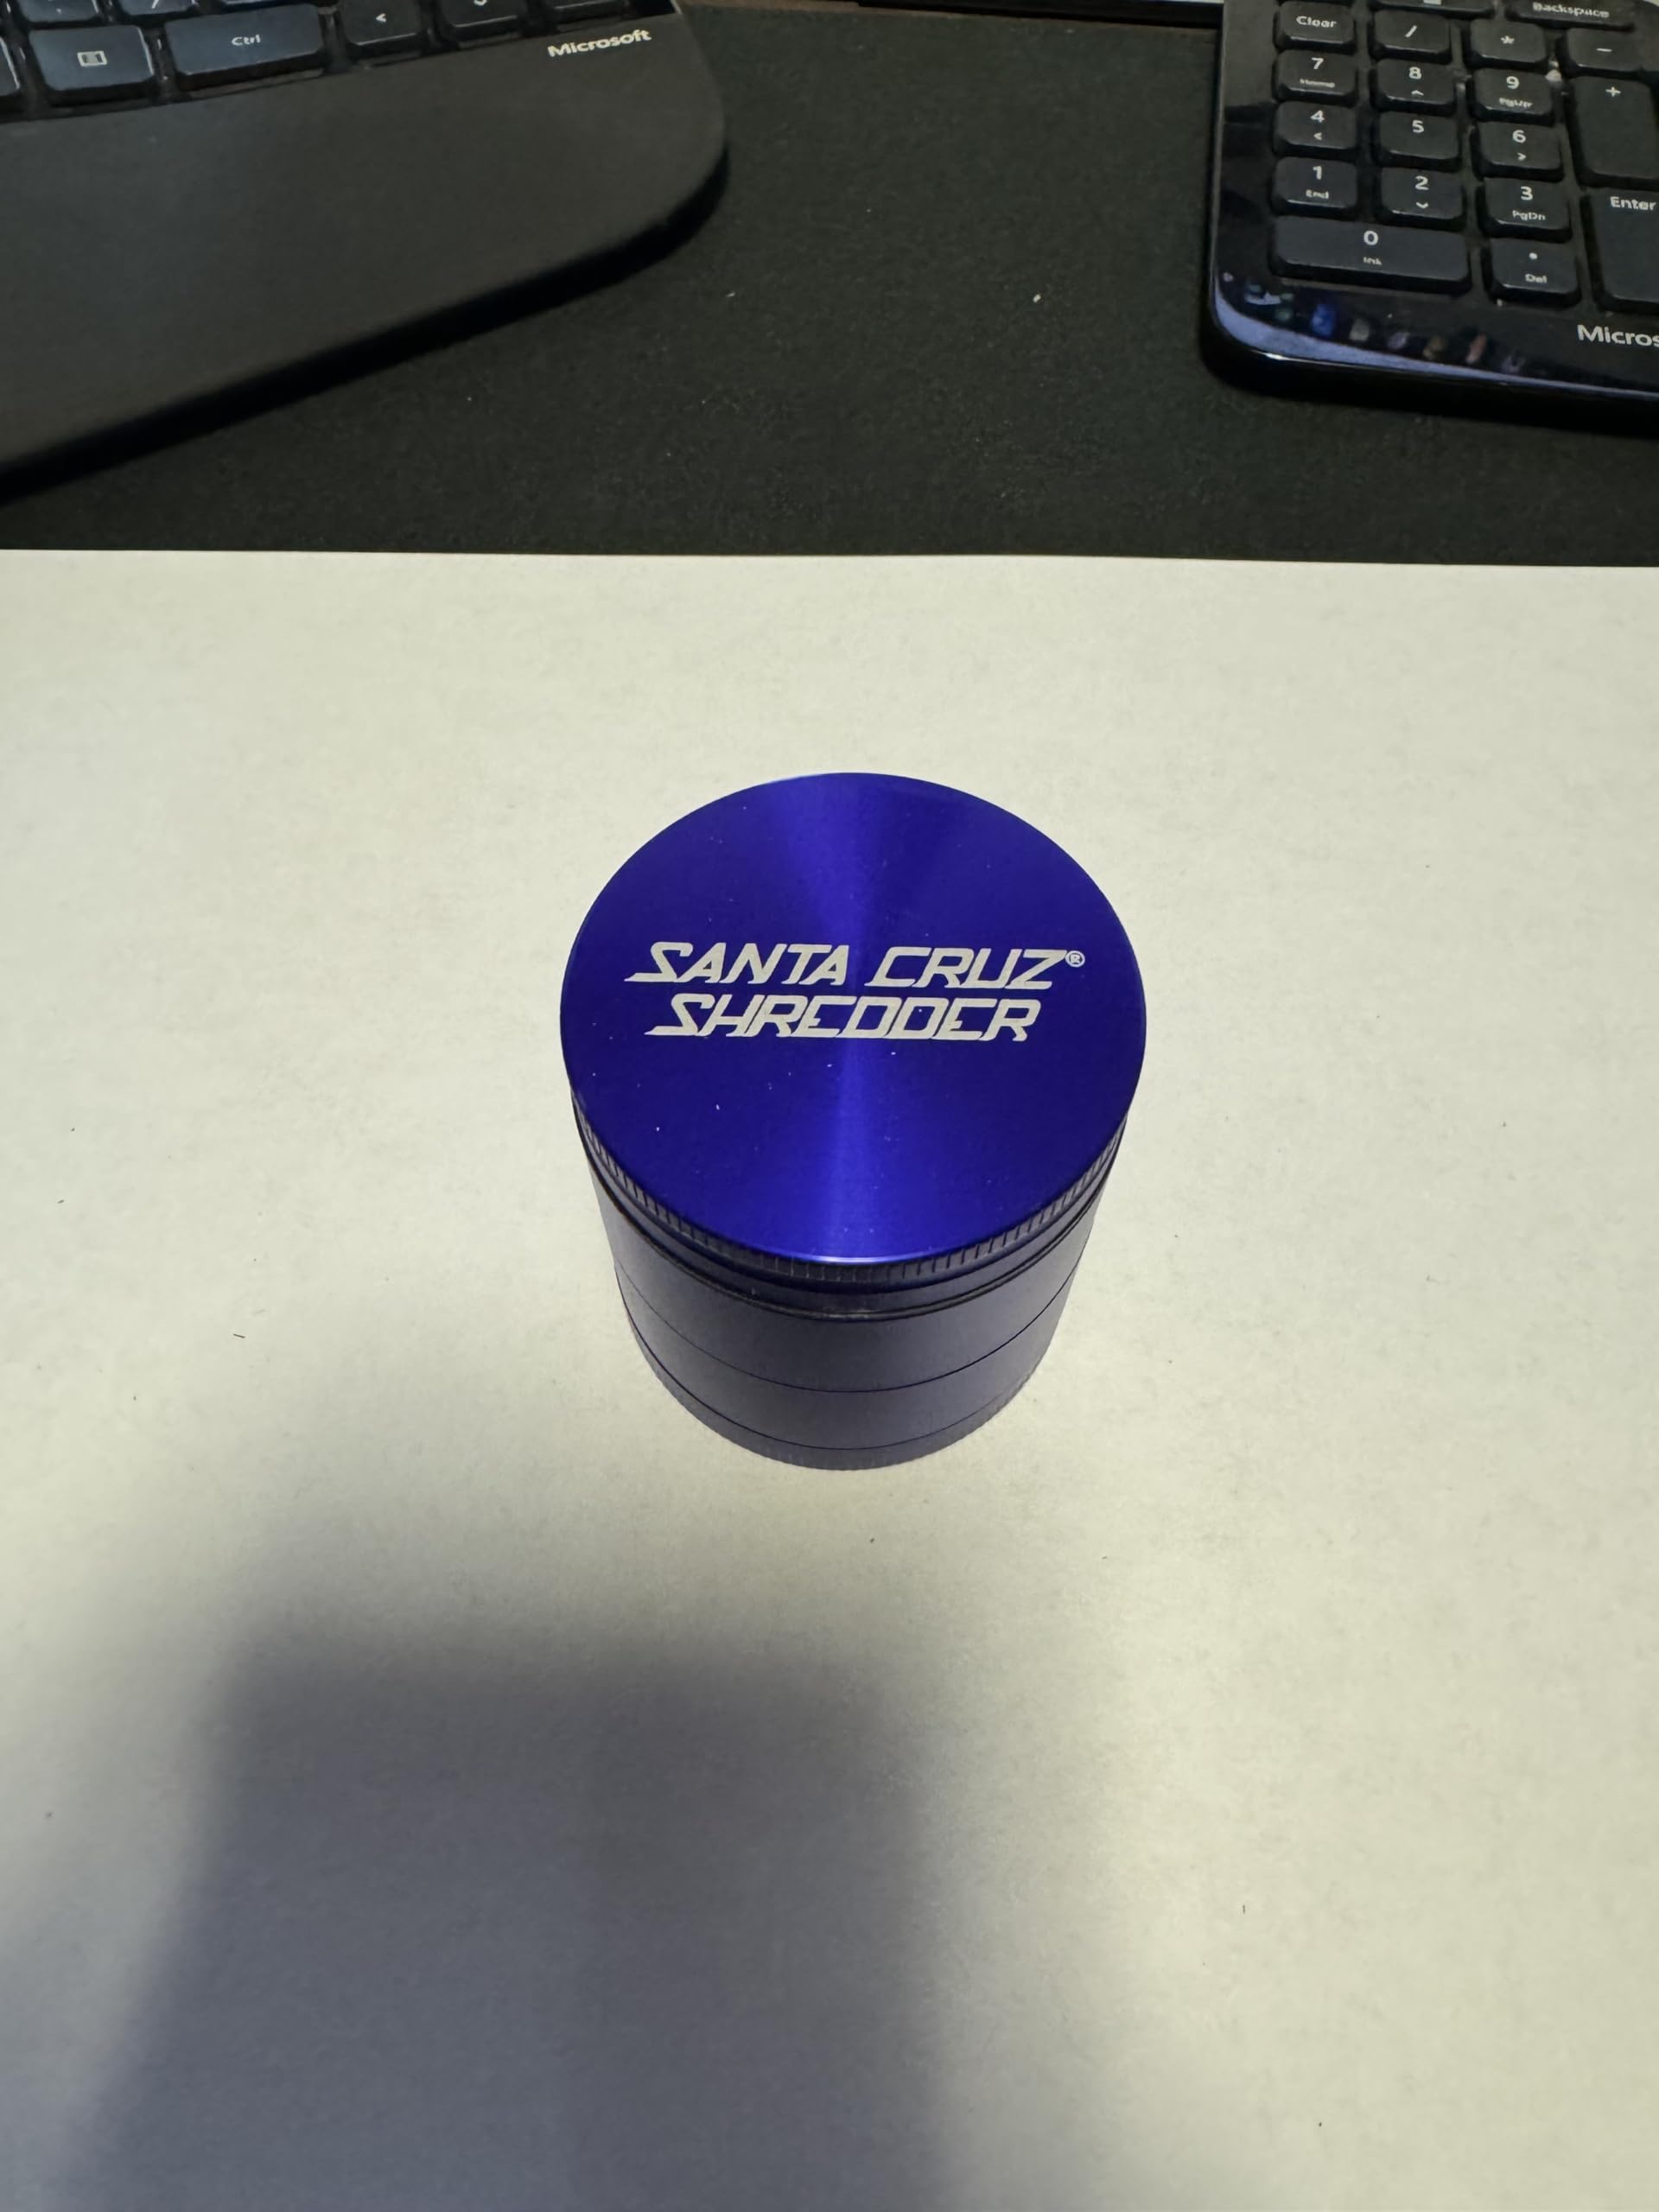 Ctrl
<
Microsoft
Backspace
Clear
/
*
-
7
8
9
PgUp
+
4
5
6
1
End
2
3
PgDn
Enter
0
Ins
.
Del
Micros
SANTA CRUZ®
SHREDDER